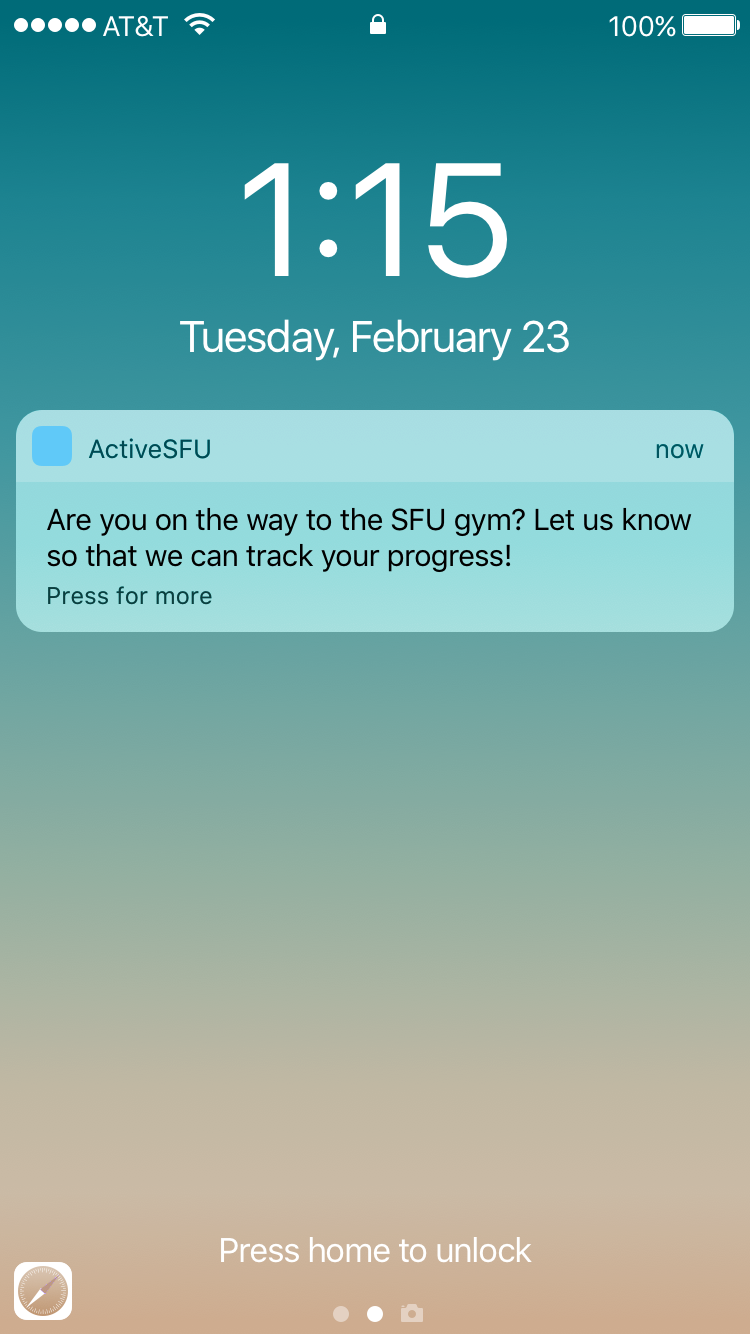 AT&T 100%
1:15
Tuesday, February 23
ActiveSFU now
Are you on the way to the SFU gym? Let us know
so that we can track your progress!
Press for more
Press home to unlock